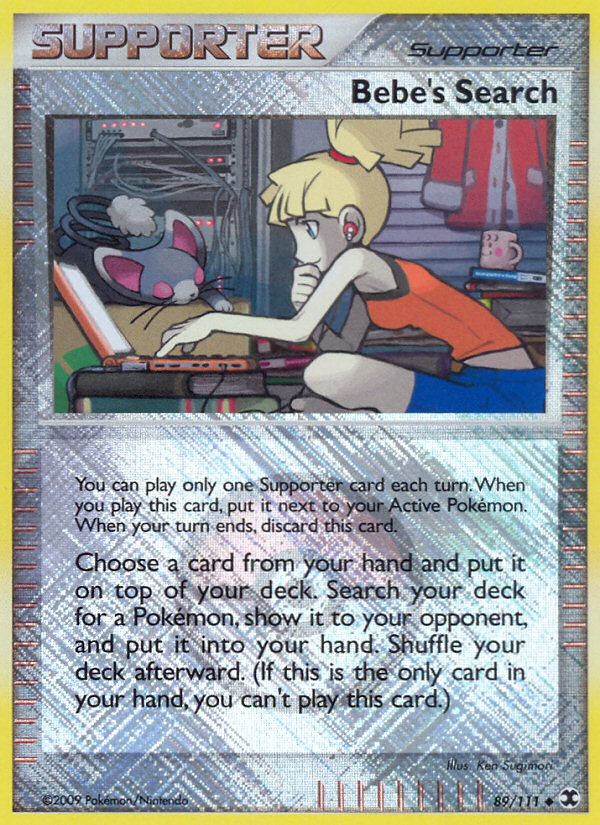 SUPPORTER
Supporter
Bebe's Search
You can play only one Supporter card each turn. When
you play this card, put it next to your Active Pokémon.
When your turn ends, discard this card.
Choose a card from your hand and put it
on top of your deck. Search your deck
for a Pokémon, show it to your opponent,
and put it into your hand. Shuffle your
deck afterward. (If this is the only card in
your hand, you can't play this card.)
Illus. Ken Sugimori
©2009 Pokémon/Nintendo
89/111